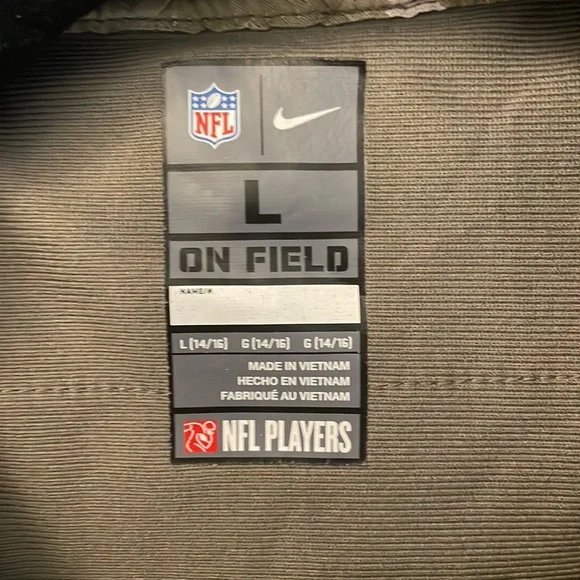 NFL
L
ON FIELD
NAME/#
L (14/16) G (14/16) G (14/16)
MADE IN VIETNAM
HECHO EN VIETNAM
FABRIQUÉ AU VIETNAM
NFL PLAYERS